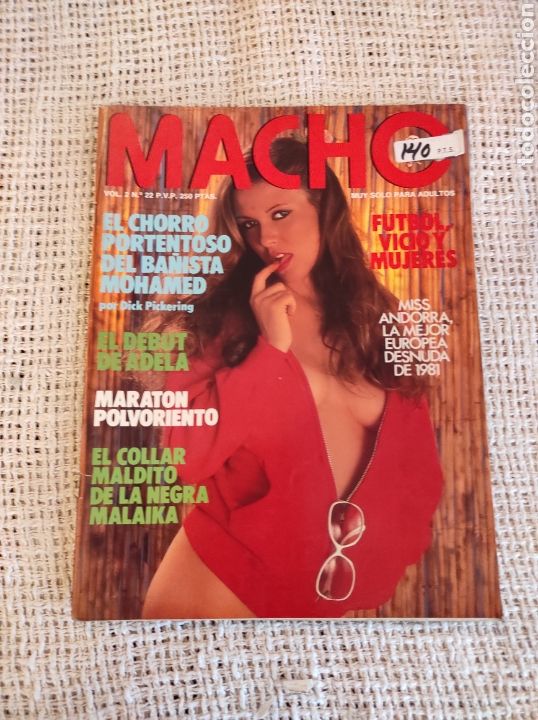 MACHO
140 P.T.S.
VOL. 2 N.º 22 P.V.P. 250 PTAS.
MUY SOLO PARA ADULTOS
EL CHORRO
PORTENTOSO
DEL BAÑISTA
MOHAMED
por Dick Pickering
EL DEBUT
DE ADELA
MARATON
POLVORIENTO
EL COLLAR
MALDITO
DE LA NEGRA
MALAIKA
FUTBOL,
VICIO Y
MUJERES
MISS
ANDORRA,
LA MEJOR
EUROPEA
DESNUDA
DE 1981
todocoleccion